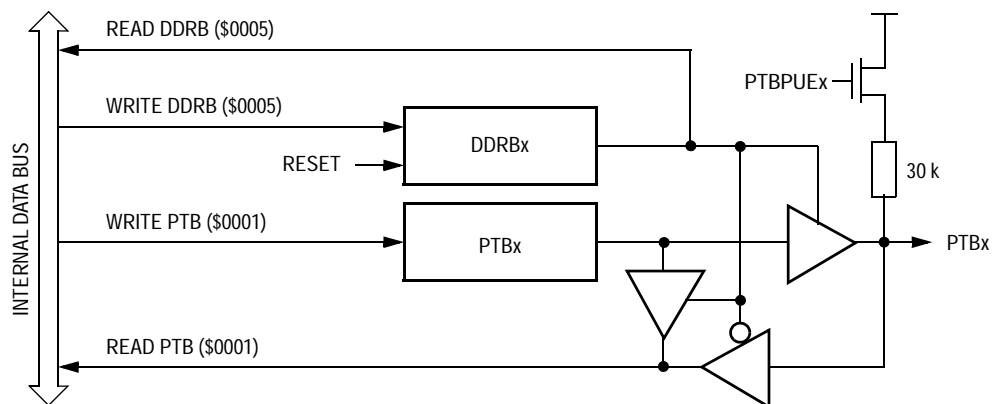 READ DDRB ($0005)
PTBPUEx
WRITE DDRB ($0005)
DDRBx
RESET
30 k
WRITE PTB ($0001)
PTBx
PTBx
READ PTB ($0001)
INTERNAL DATA BUS